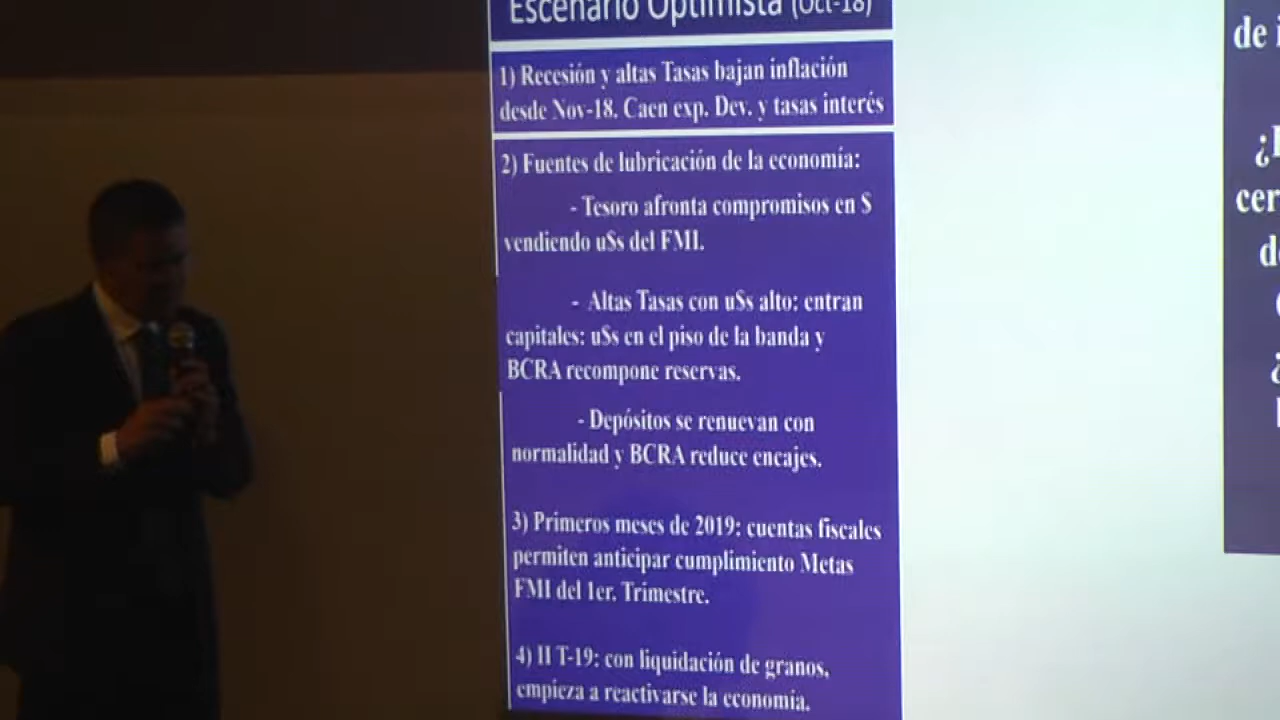 Escenario Optimista (Oct-18)
1) Recesión y altas Tasas bajan inflación
desde Nov-18. Caen exp. Dev. y tasas interés
2) Fuentes de lubricación de la economía:
- Tesoro afronta compromisos en $
vendiendo u$s del FMI.
- Altas Tasas con u$s alto: entran
capitales: u$s en el piso de la banda y
BCRA recompone reservas.
- Depósitos se renuevan con
normalidad y BCRA reduce encajes.
3) Primeros meses de 2019: cuentas fiscales
permiten anticipar cumplimiento Metas
FMI del 1er. Trimestre.
4) II T-19: con liquidación de granos,
empieza a reactivarse la economía.
de